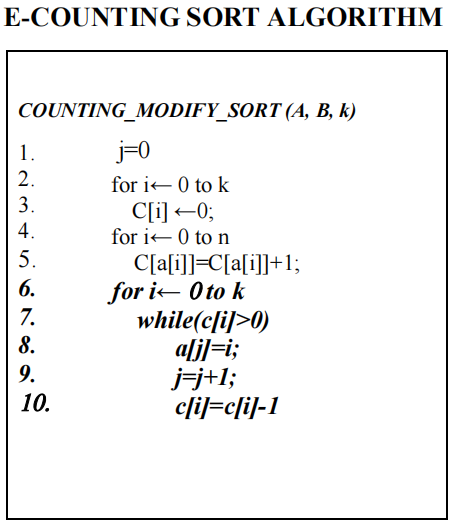 E-COUNTING SORT ALGORITHM
COUNTING_MODIFY_SORT (A, B, k)
1. j=0
2. for i← 0 to k
3. C[i] ←0;
4. for i← 0 to n
5. C[a[i]]=C[a[i]]+1;
6. for i← 0 to k
7. while(c[i]>0)
8. a[j]=i;
9. j=j+1;
10. c[i]=c[i]-1